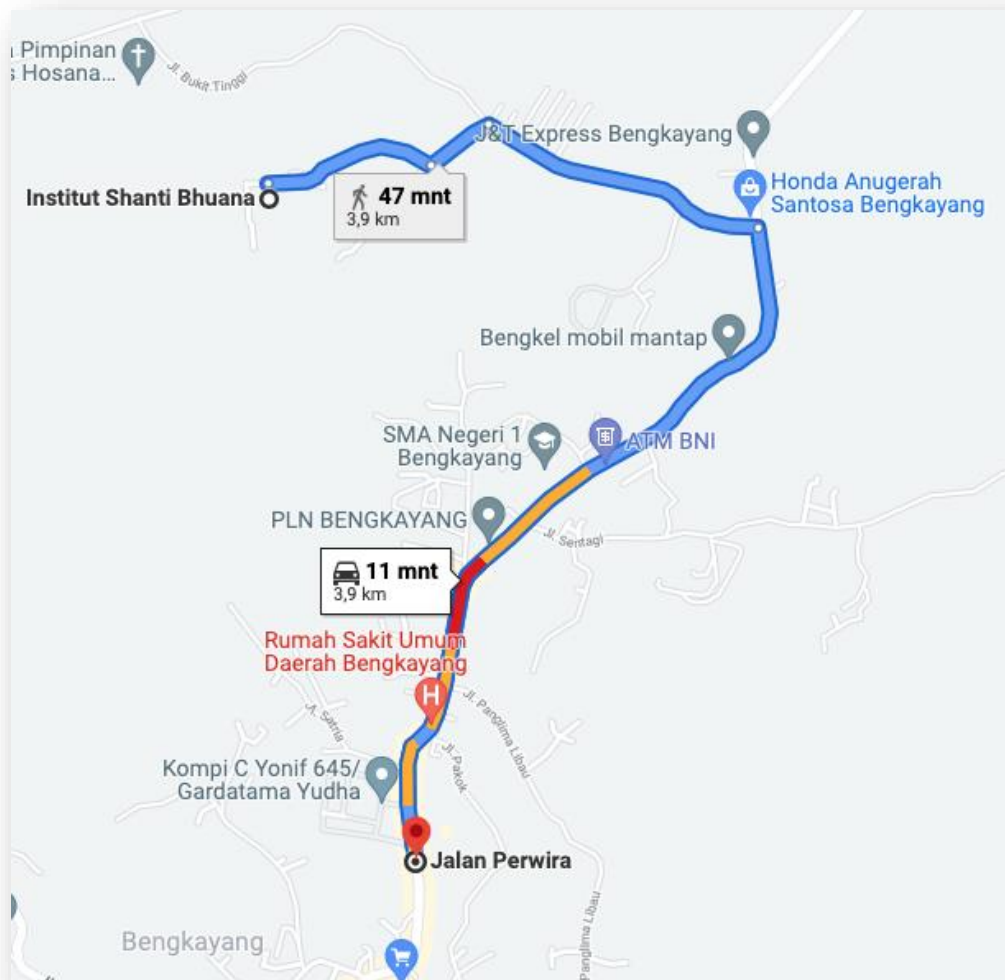 Pimpinan
Hosana...
Jl. Bukit Tinggi
J&T Express Bengkayang
Honda Anugerah
Santosa Bengkayang
Institut Shanti Bhuana
47 mnt
3,9 km
Bengkel mobil mantap
SMA Negeri 1
Bengkayang
ATM BNI
PLN BENGKAYANG
Jl. Sentagi
11 mnt
3,9 km
Rumah Sakit Umum
Daerah Bengkayang
H
Jl. Panglima Libau
Jl. Pakok
Satria
Kompi C Yonif 645/
Gardatama Yudha
Jalan Perwira
Panglima Libau
Bengkayang